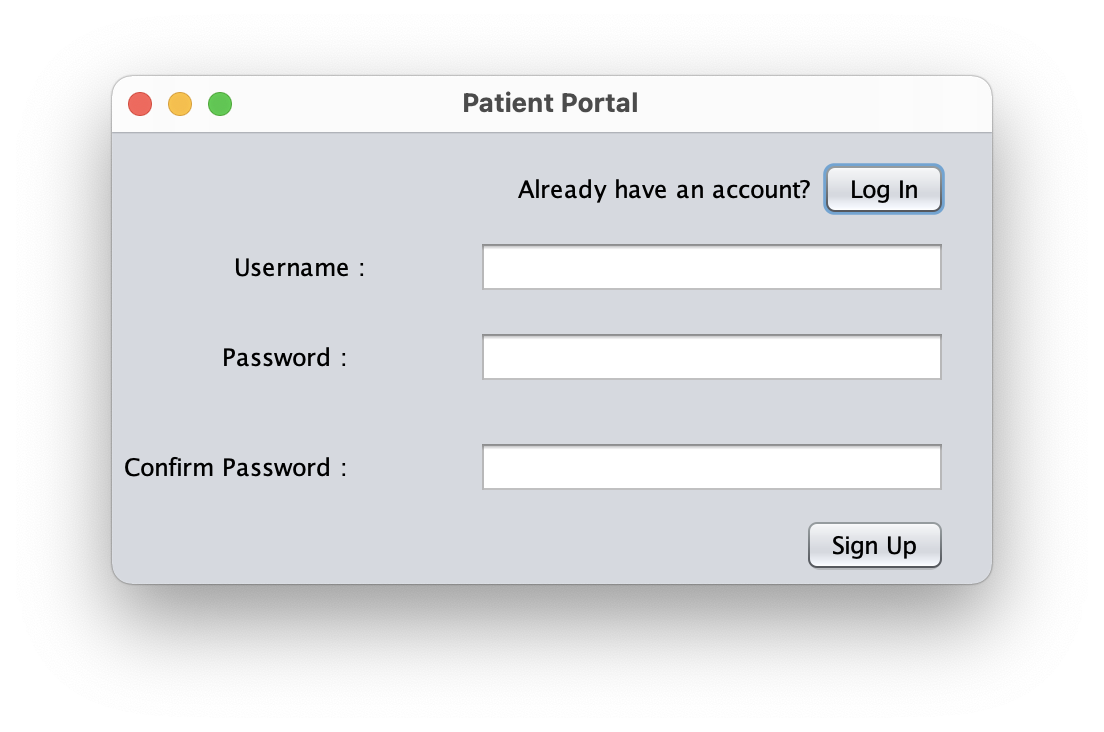 Patient Portal
Already have an account? Log In
Username :
Password :
Confirm Password :
Sign Up